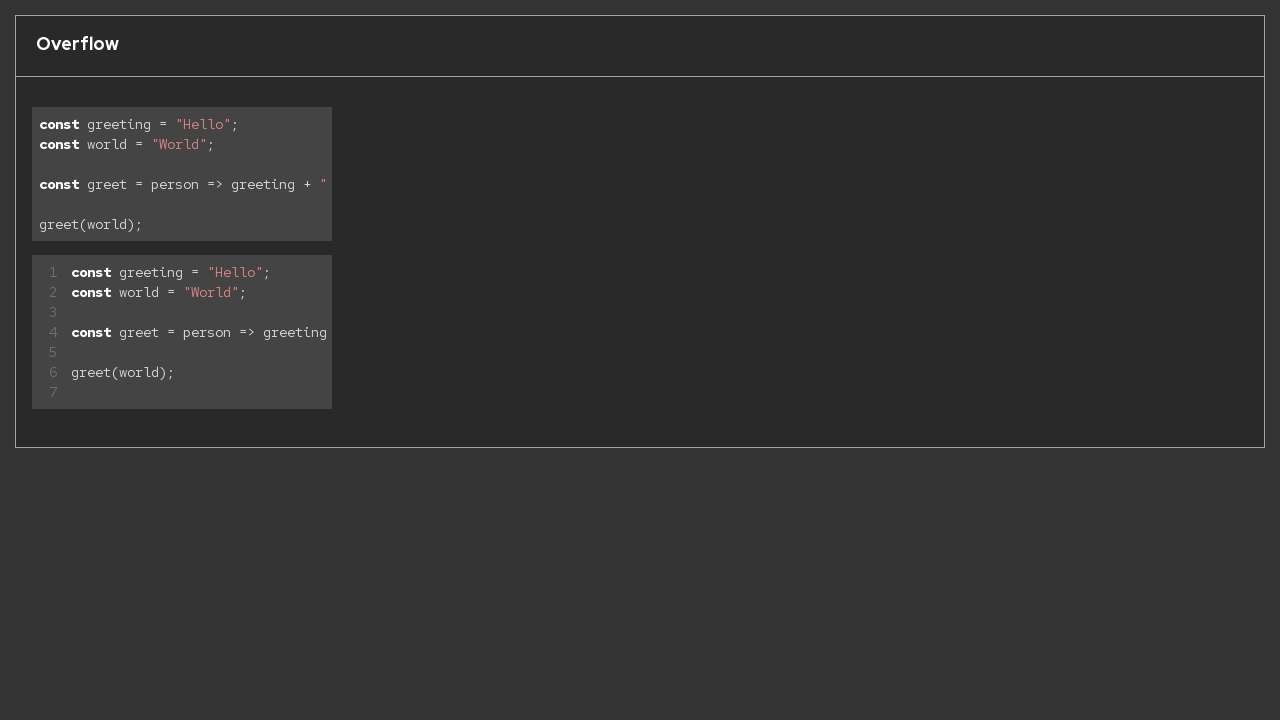 Overflow
const greeting = "Hello";
const world = "World";
const greet = person => greeting + "
greet(world);
1 const greeting = "Hello";
2 const world = "World";
3
4 const greet = person => greeting
5
6 greet(world);
7